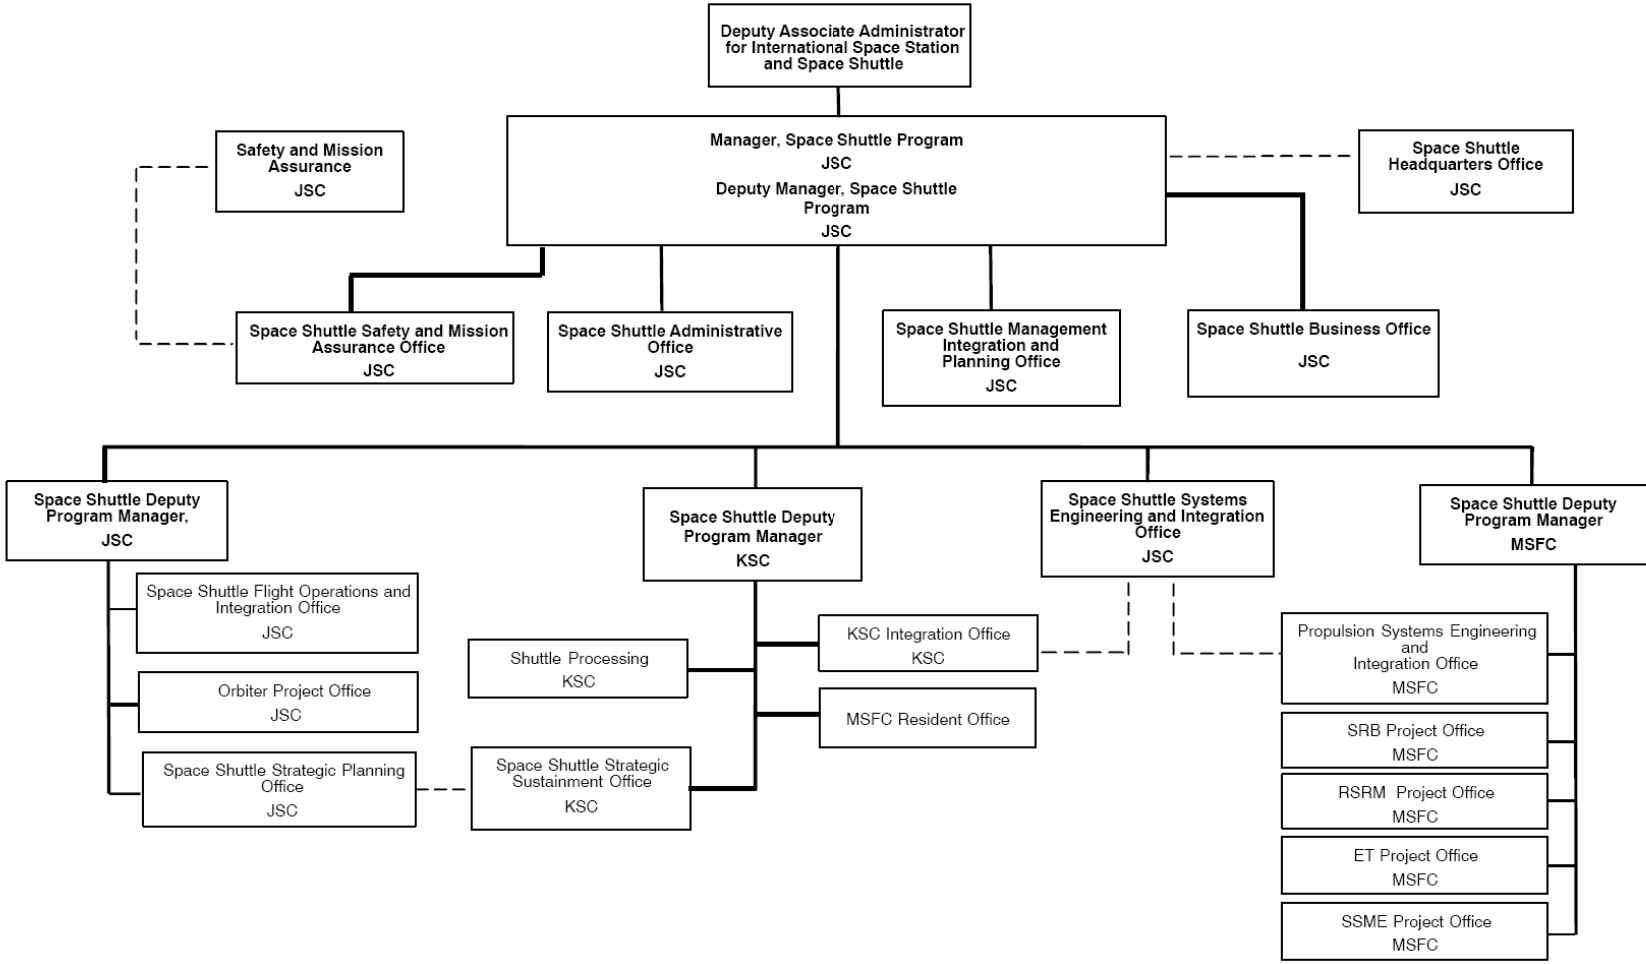 Deputy Associate Administrator
for International Space Station
and Space Shuttle
Manager, Space Shuttle Program
JSC
Deputy Manager, Space Shuttle
Program
JSC
Safety and Mission
Assurance
JSC
Space Shuttle
Headquarters Office
JSC
Space Shuttle Safety and Mission
Assurance Office
JSC
Space Shuttle Administrative
Office
JSC
Space Shuttle Management
Integration and
Planning Office
JSC
Space Shuttle Business Office
JSC
Space Shuttle Deputy
Program Manager,
JSC
Space Shuttle Deputy
Program Manager
KSC
Space Shuttle Systems
Engineering and Integration
Office
JSC
Space Shuttle Deputy
Program Manager
MSFC
Space Shuttle Flight Operations and
Integration Office
JSC
Orbiter Project Office
JSC
Space Shuttle Strategic Planning
Office
JSC
Shuttle Processing
KSC
Space Shuttle Strategic
Sustainment Office
KSC
KSC Integration Office
KSC
MSFC Resident Office
Propulsion Systems Engineering
and
Integration Office
MSFC
SRB Project Office
MSFC
RSRM Project Office
MSFC
ET Project Office
MSFC
SSME Project Office
MSFC